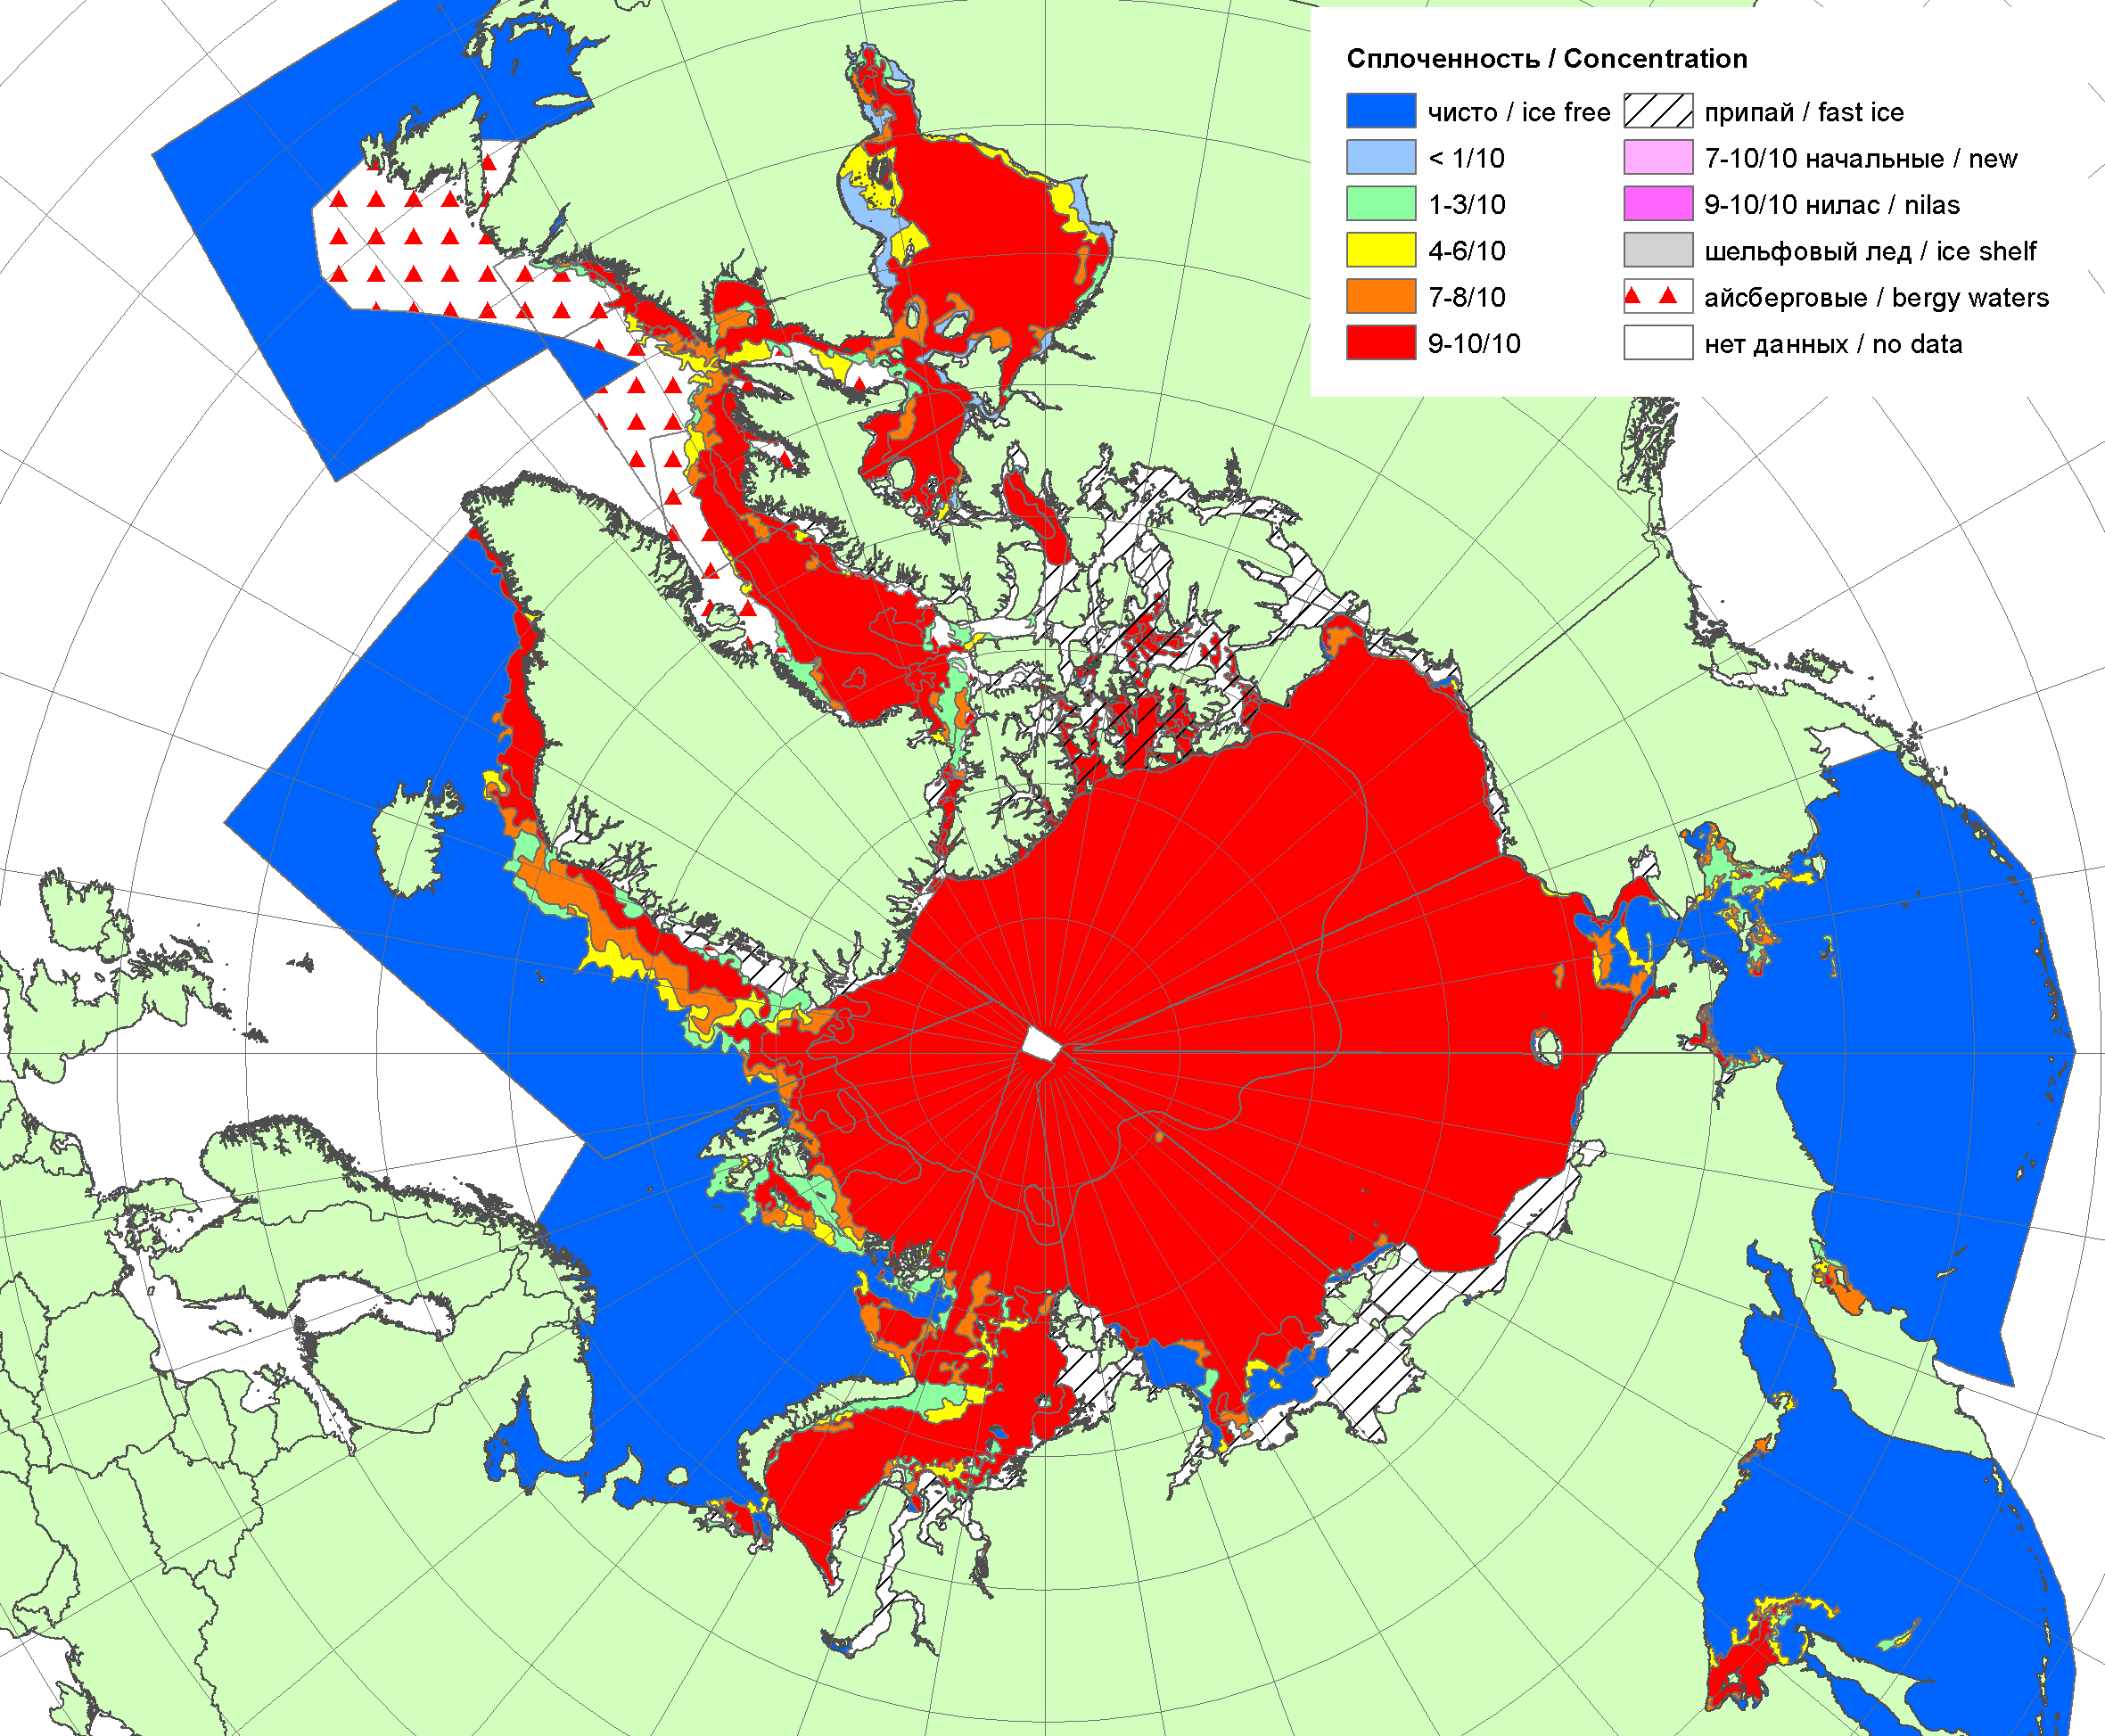 Сплоченность / Concentration
чисто / ice free
припай / fast ice
< 1/10
7-10/10 начальные / new
1-3/10
9-10/10 нилас / nilas
4-6/10
шельфовый лед / ice shelf
7-8/10
айсберговые / bergy waters
9-10/10
нет данных / no data